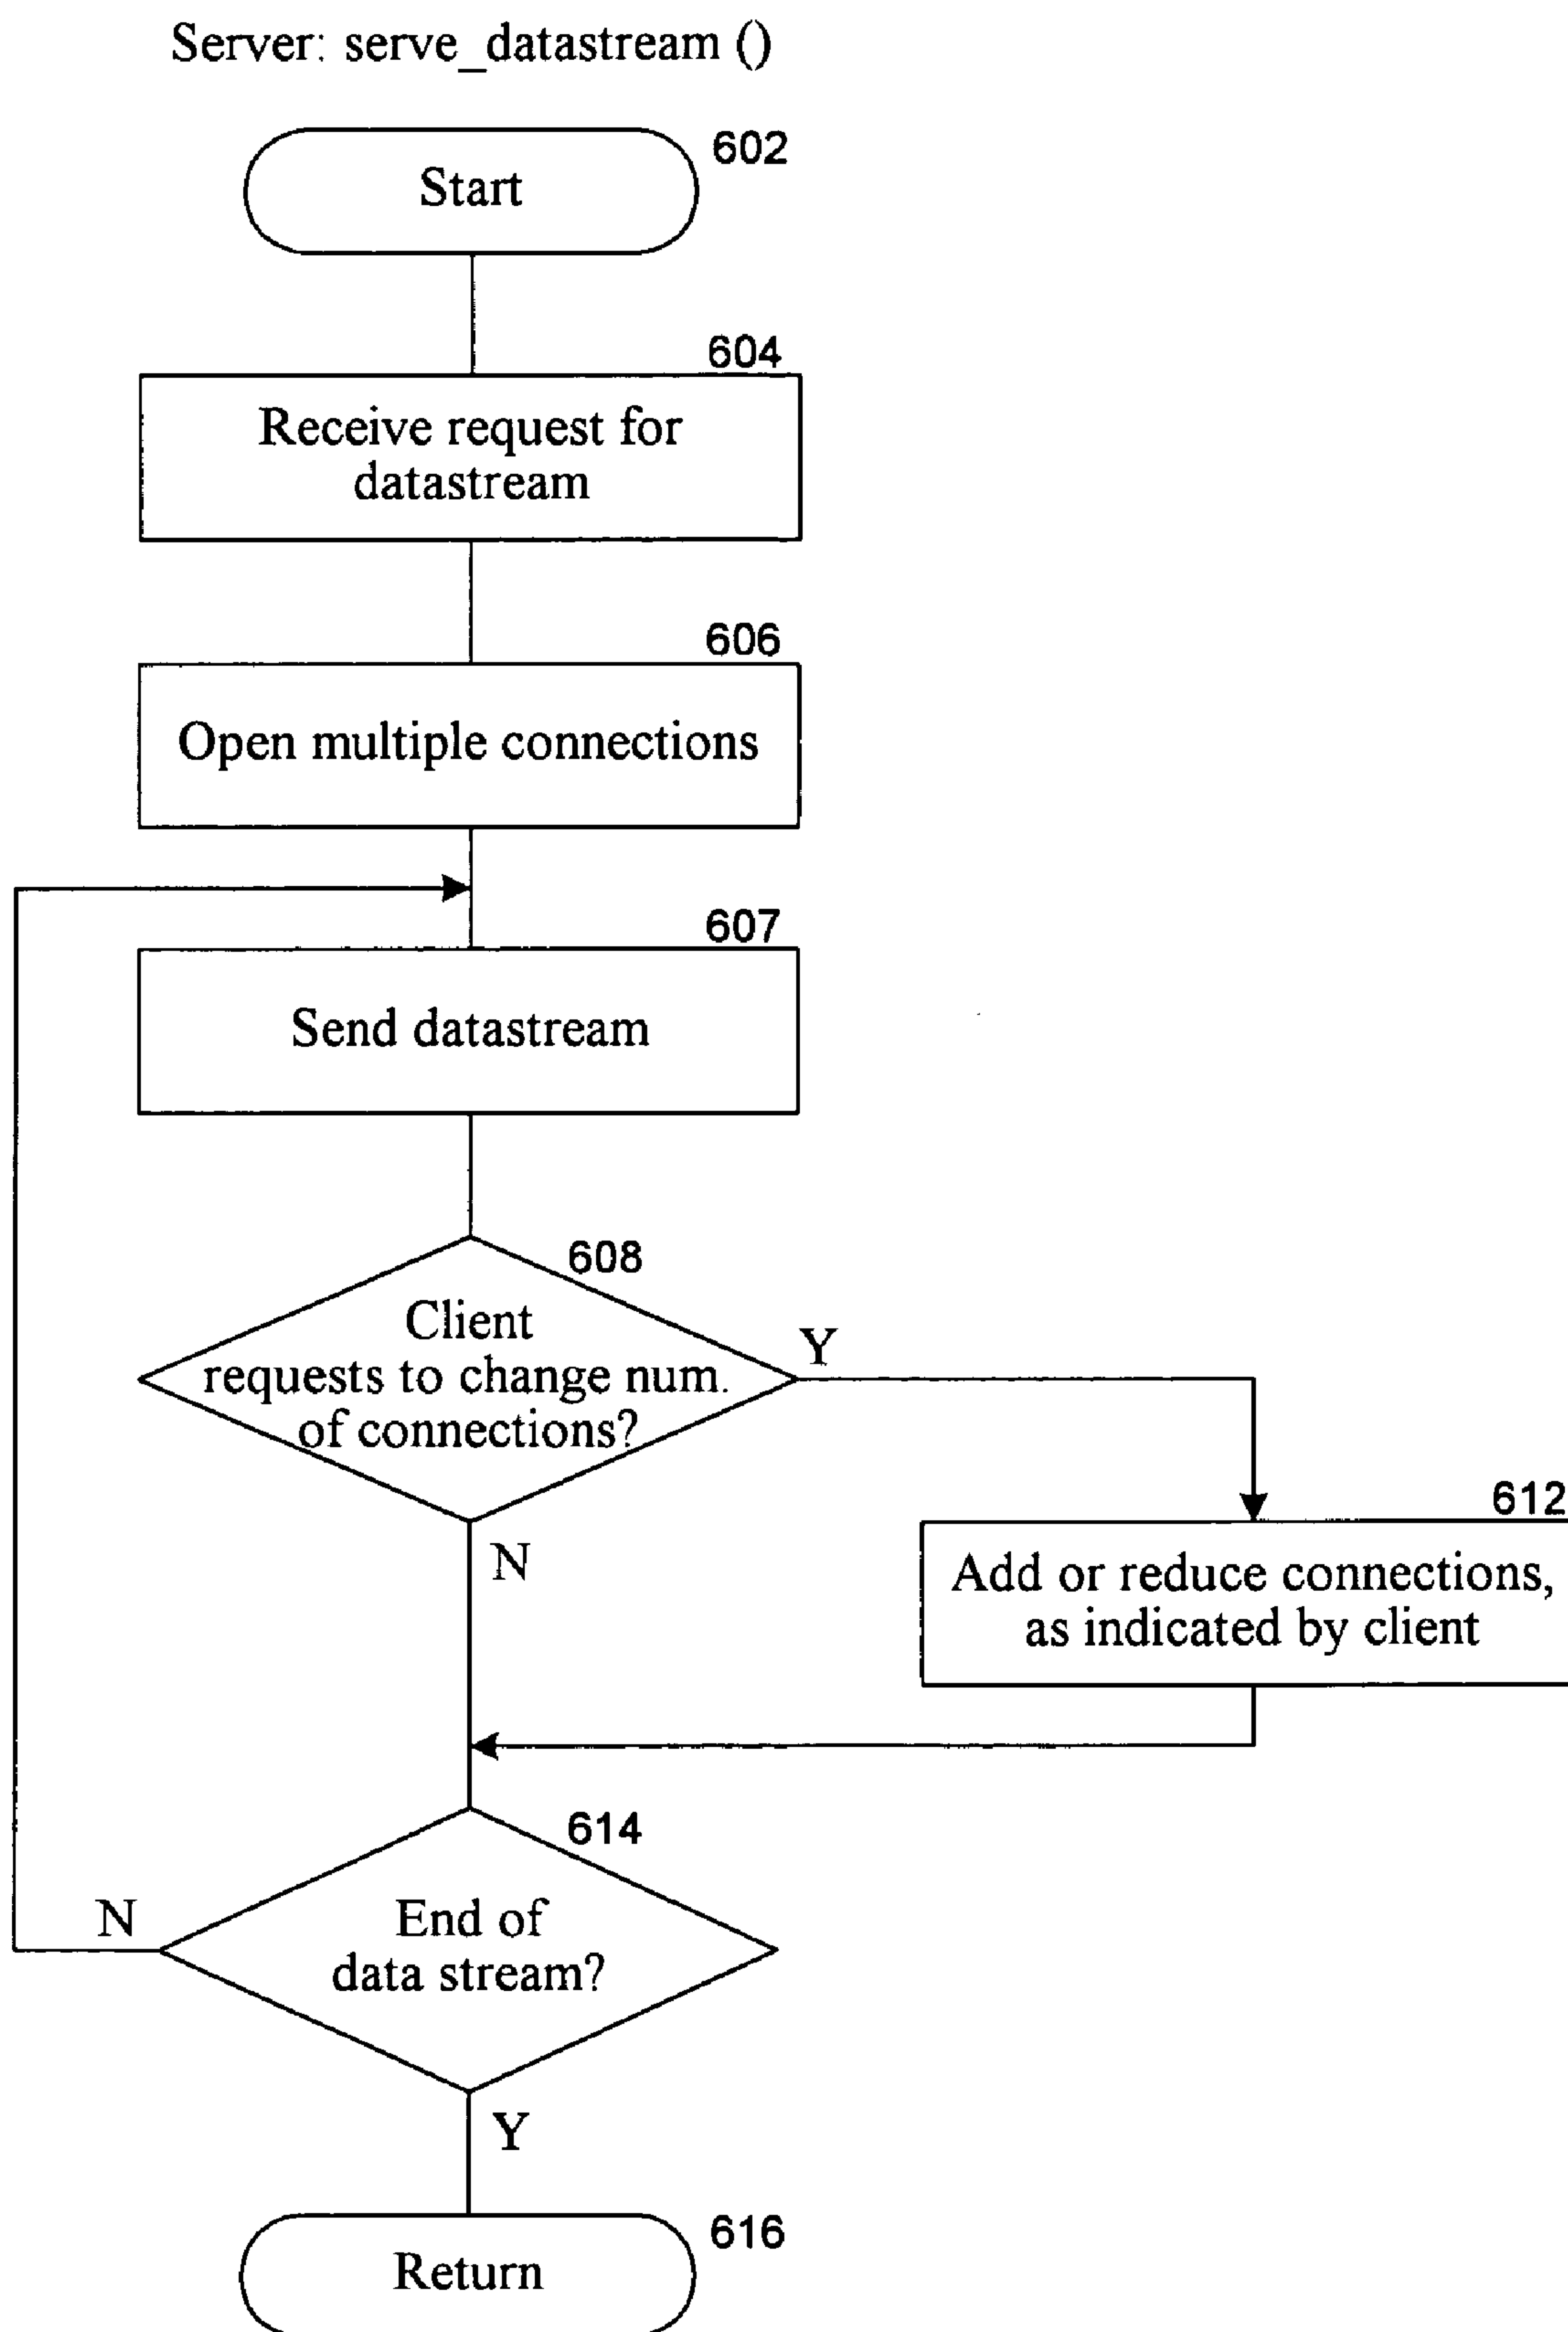 Server: serve_datastream ()
602
Start
604
Receive request for
datastream
606
Open multiple connections
607
Send datastream
608
Client
requests to change num.
of connections?
Y
N
612
Add or reduce connections,
as indicated by client
614
End of
data stream?
N
Y
616
Return